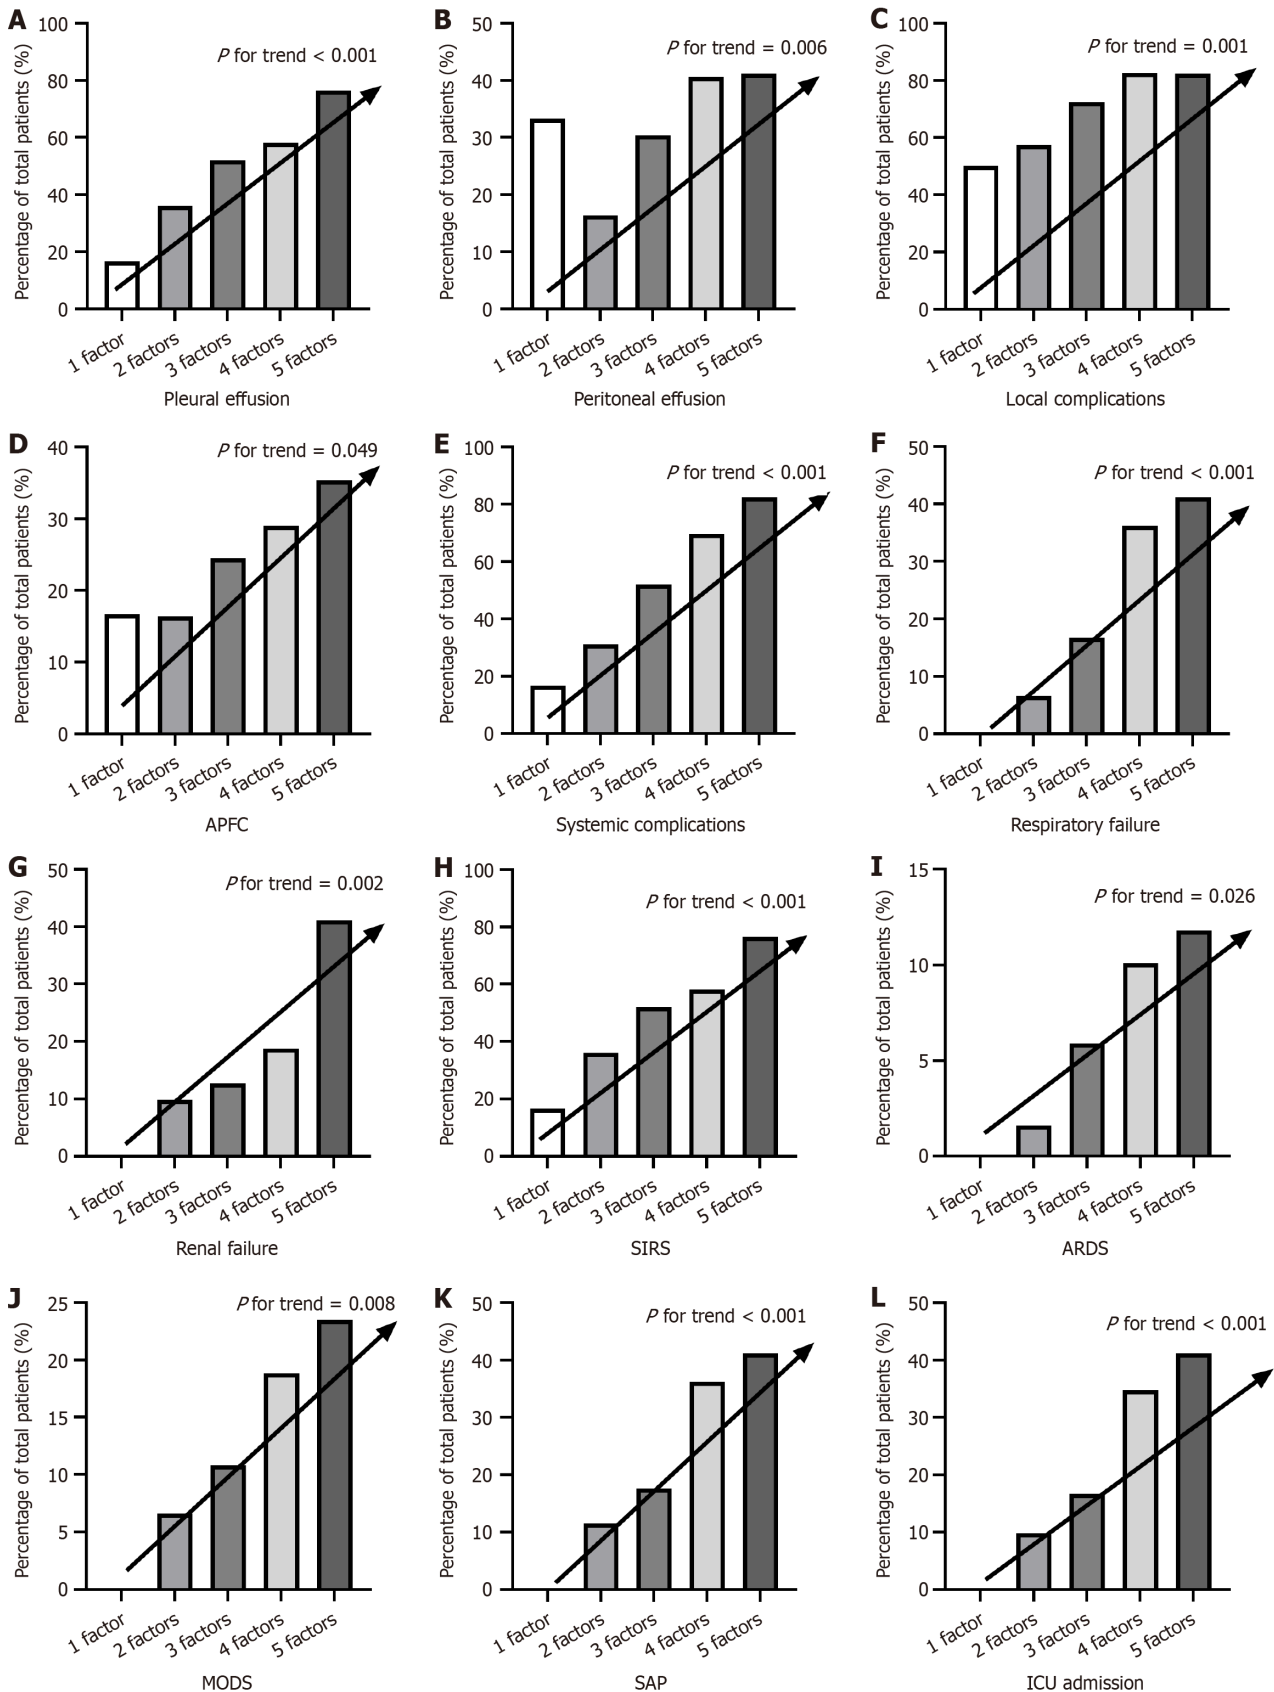 A
Percentage of total patients (%)
100
80
60
40
20
0
P for trend < 0.001
1 factor
2 factors
3 factors
4 factors
5 factors
Pleural effusion
B
Percentage of total patients (%)
50
40
30
20
10
0
P for trend = 0.006
1 factor
2 factors
3 factors
4 factors
5 factors
Peritoneal effusion
C
Percentage of total patients (%)
100
80
60
40
20
0
P for trend = 0.001
1 factor
2 factors
3 factors
4 factors
5 factors
Local complications
D
Percentage of total patients (%)
40
30
20
10
0
P for trend = 0.049
1 factor
2 factors
3 factors
4 factors
5 factors
APFC
E
Percentage of total patients (%)
100
80
60
40
20
0
P for trend < 0.001
1 factor
2 factors
3 factors
4 factors
5 factors
Systemic complications
F
Percentage of total patients (%)
50
40
30
20
10
0
P for trend < 0.001
1 factor
2 factors
3 factors
4 factors
5 factors
Respiratory failure
G
Percentage of total patients (%)
50
40
30
20
10
0
P for trend = 0.002
1 factor
2 factors
3 factors
4 factors
5 factors
Renal failure
H
Percentage of total patients (%)
100
80
60
40
20
0
P for trend < 0.001
1 factor
2 factors
3 factors
4 factors
5 factors
SIRS
I
Percentage of total patients (%)
15
10
5
0
P for trend = 0.026
1 factor
2 factors
3 factors
4 factors
5 factors
ARDS
J
Percentage of total patients (%)
25
20
15
10
5
0
P for trend = 0.008
1 factor
2 factors
3 factors
4 factors
5 factors
MODS
K
Percentage of total patients (%)
50
40
30
20
10
0
P for trend < 0.001
1 factor
2 factors
3 factors
4 factors
5 factors
SAP
L
Percentage of total patients (%)
50
40
30
20
10
0
P for trend < 0.001
1 factor
2 factors
3 factors
4 factors
5 factors
ICU admission